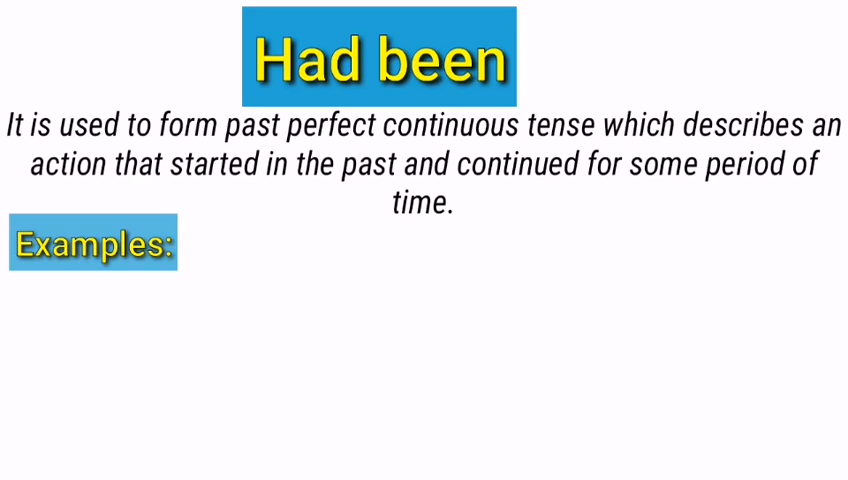 Had been
It is used to form past perfect continuous tense which describes an
action that started in the past and continued for some period of
time.
Examples: